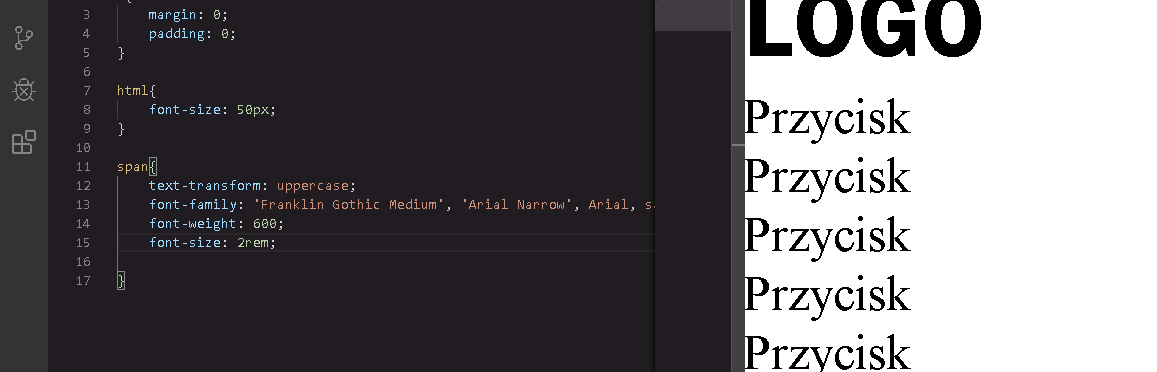 3 margin: 0;
4 padding: 0;
5 }
6
7 html{
8 font-size: 50px;
9 }
10
11 span{
12 text-transform: uppercase;
13 font-family: 'Franklin Gothic Medium', 'Arial Narrow', Arial, s
14 font-weight: 600;
15 font-size: 2rem;
16
17 }
LOGO
Przycisk
Przycisk
Przycisk
Przycisk
Przycisk